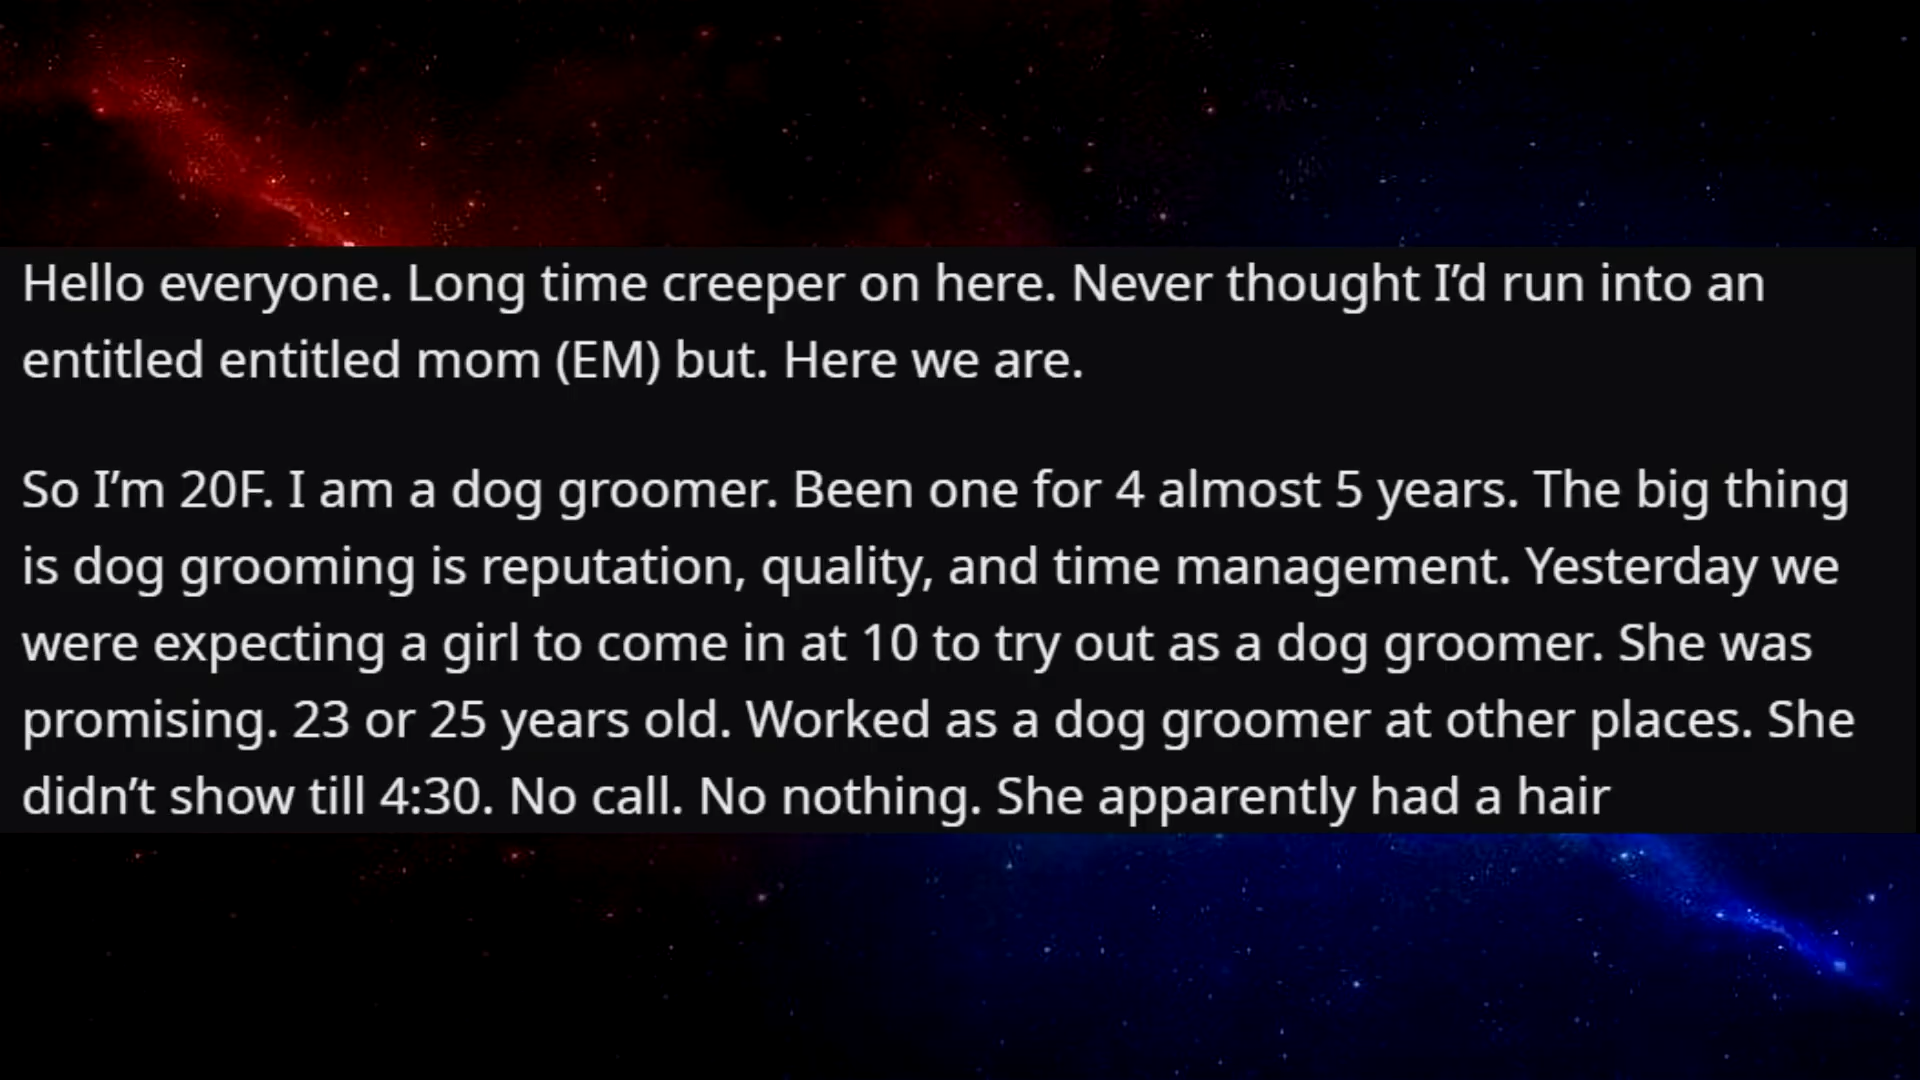 Hello everyone. Long time creeper on here. Never thought I’d run into an
entitled entitled mom (EM) but. Here we are.
So I’m 20F. I am a dog groomer. Been one for 4 almost 5 years. The big thing
is dog grooming is reputation, quality, and time management. Yesterday we
were expecting a girl to come in at 10 to try out as a dog groomer. She was
promising. 23 or 25 years old. Worked as a dog groomer at other places. She
didn’t show till 4:30. No call. No nothing. She apparently had a hair